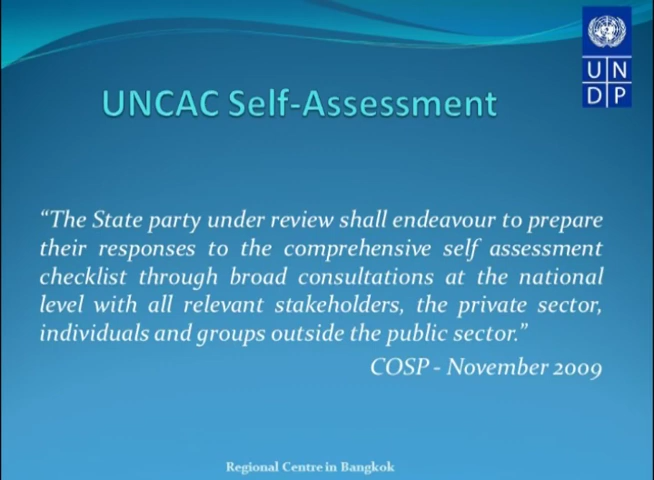 UN
DP
UNCAC Self-Assessment
“The State party under review shall endeavour to prepare
their responses to the comprehensive self assessment
checklist through broad consultations at the national
level with all relevant stakeholders, the private sector,
individuals and groups outside the public sector.”
COSP - November 2009
Regional Centre in Bangkok